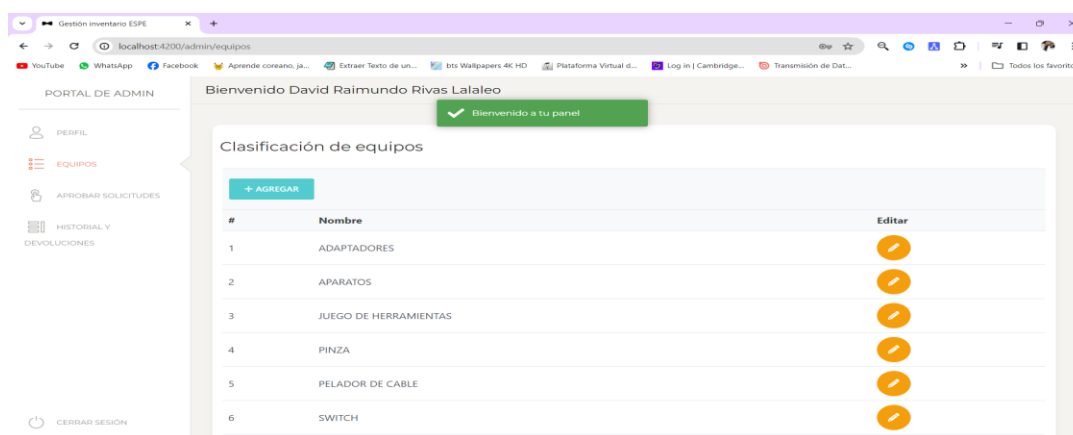 Gestión inventario ESPE
localhost:4200/admin/equipos
YouTube WhatsApp Facebook Aprende coreano, ja... Extraer Texto de un... bts Wallpapers 4K HD Plataforma Virtual d... Log in | Cambridge... Transmisión de Dat... » Todos los favorito
PORTAL DE ADMIN
Bienvenido David Raimundo Rivas Lalaleo
Bienvenido a tu panel
PERFIL
EQUIPOS
APROBAR SOLICITUDES
HISTORIAL Y
DEVOLUCIONES
CERRAR SESIÓN
Clasificación de equipos
+ AGREGAR
# Nombre Editar
1 ADAPTADORES
2 APARATOS
3 JUEGO DE HERRAMIENTAS
4 PINZA
5 PELADOR DE CABLE
6 SWITCH